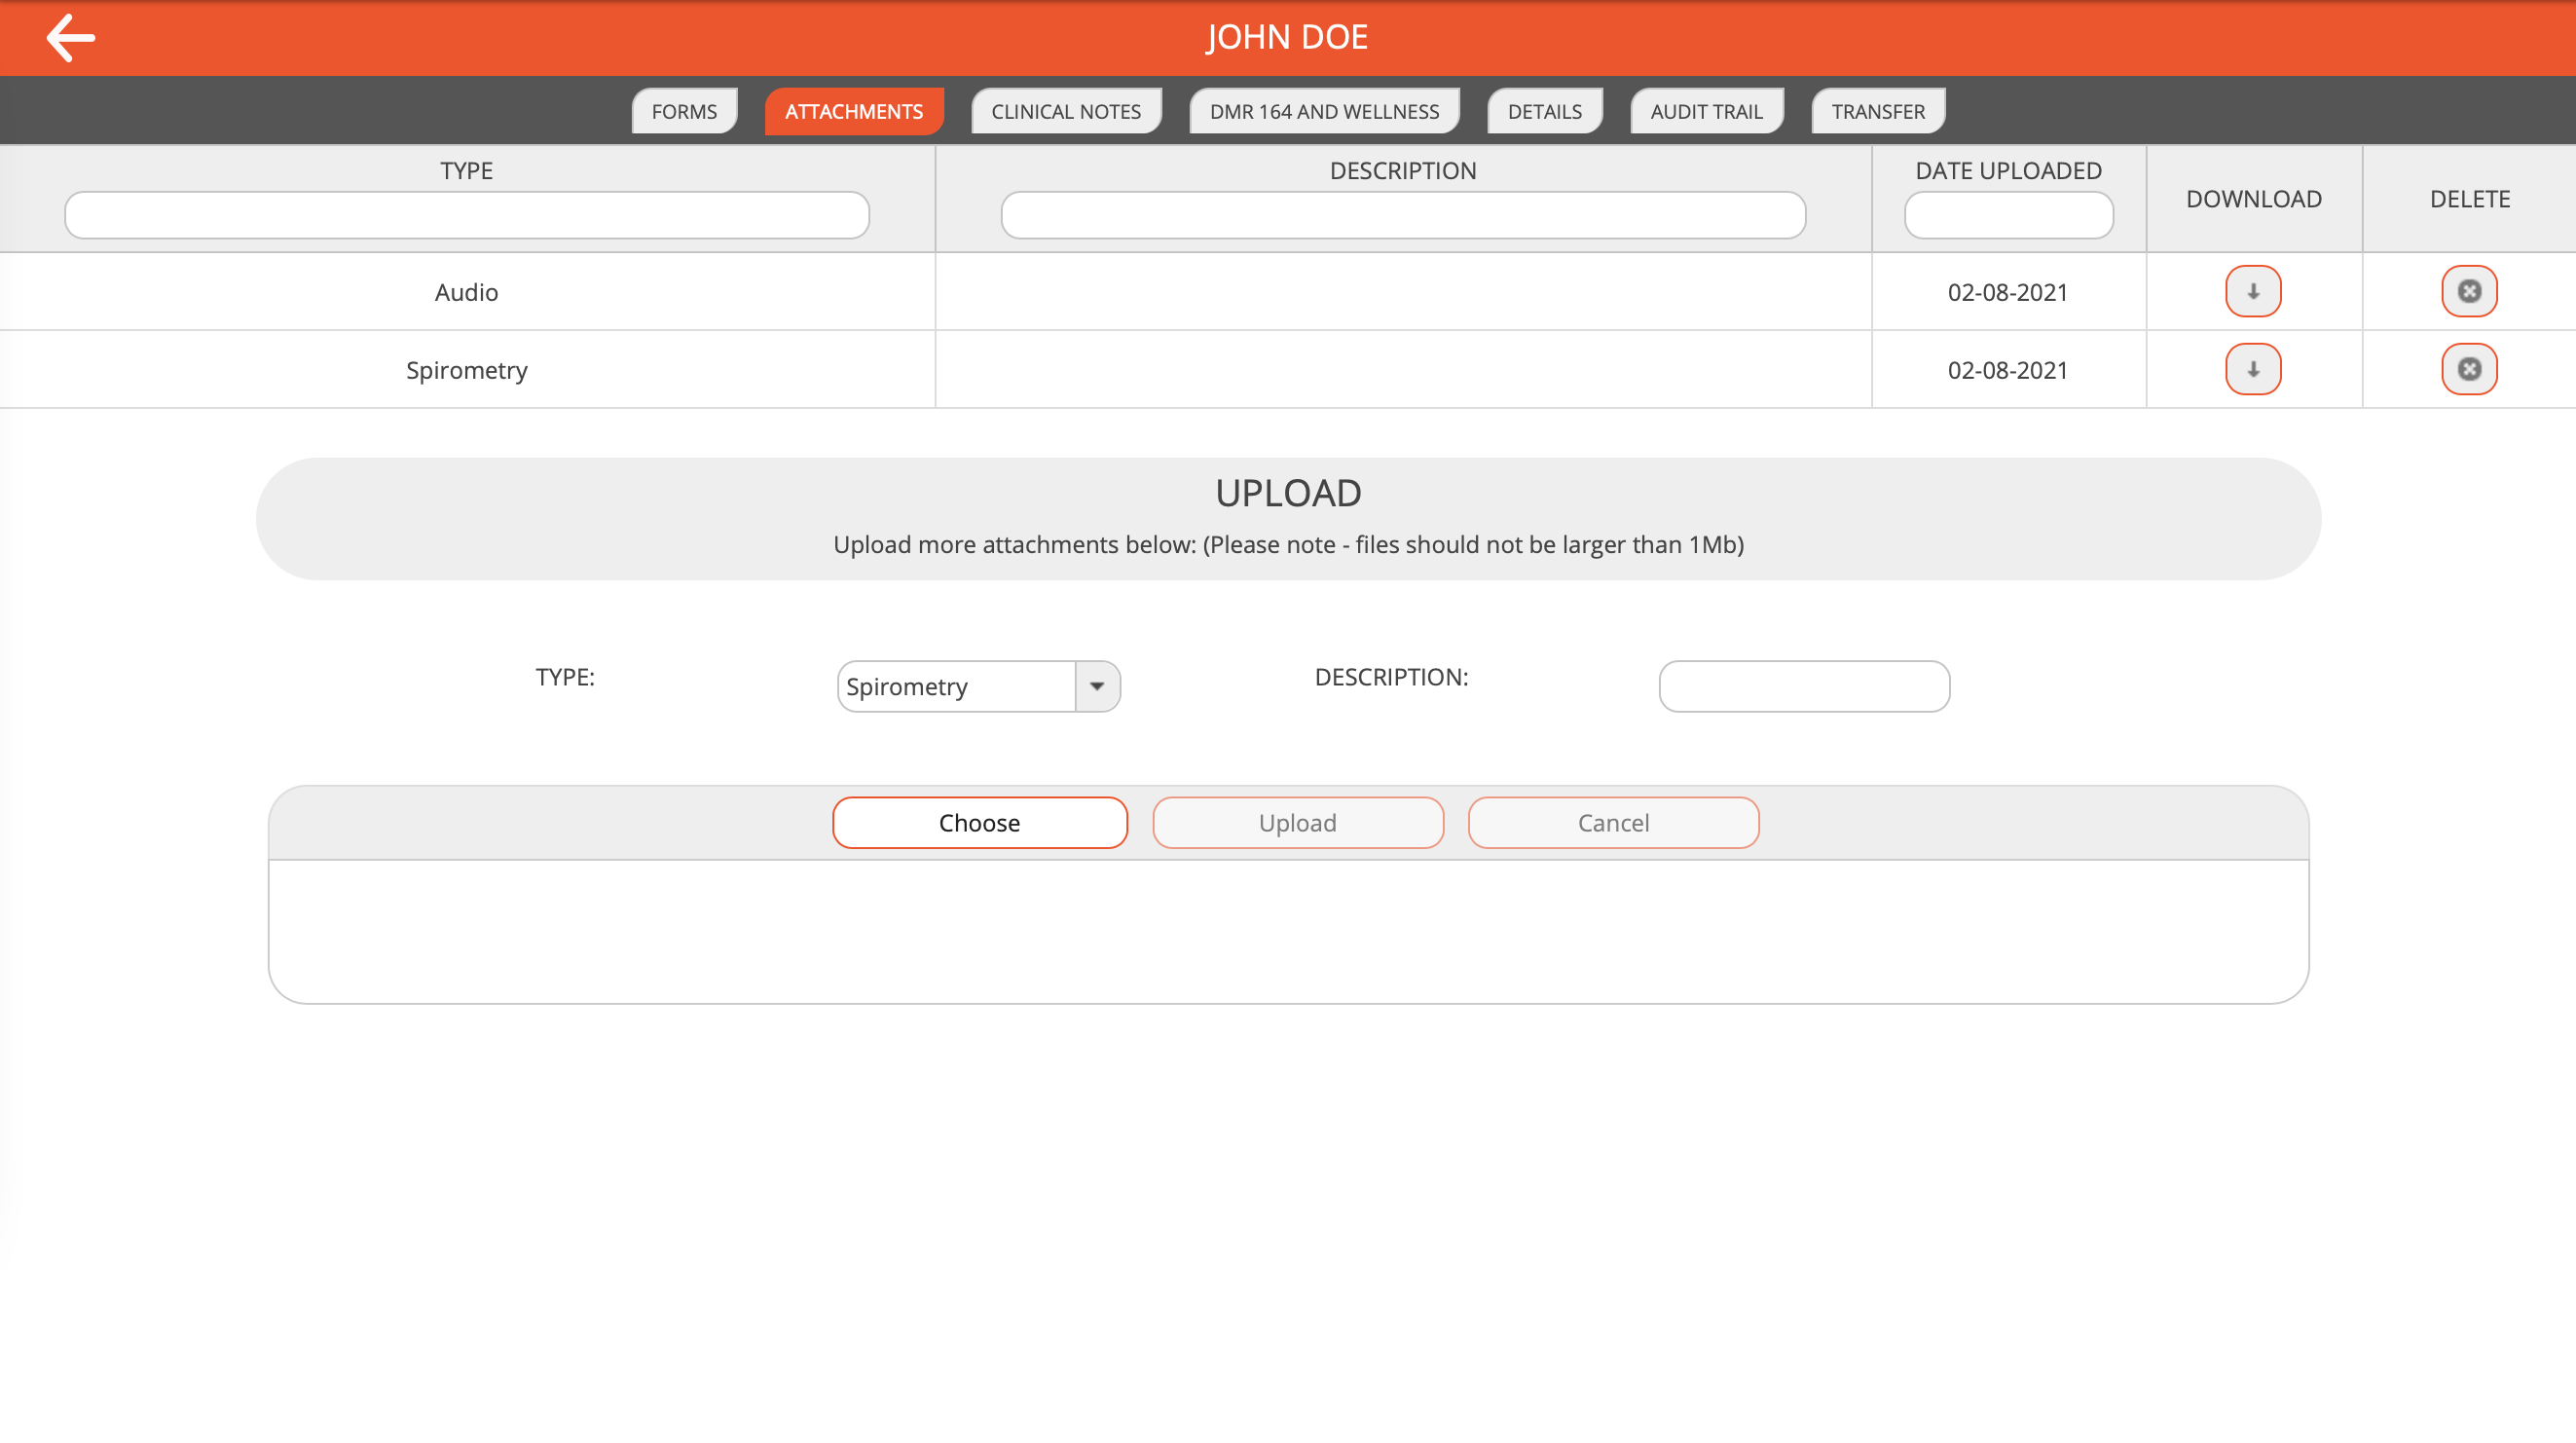 JOHN DOE
FORMS ATTACHMENTS CLINICAL NOTES DMR 164 AND WELLNESS DETAILS AUDIT TRAIL TRANSFER
TYPE DESCRIPTION DATE UPLOADED DOWNLOAD DELETE
Audio 02-08-2021
Spirometry 02-08-2021
UPLOAD
Upload more attachments below: (Please note - files should not be larger than 1Mb)
TYPE: Spirometry DESCRIPTION:
Choose Upload Cancel